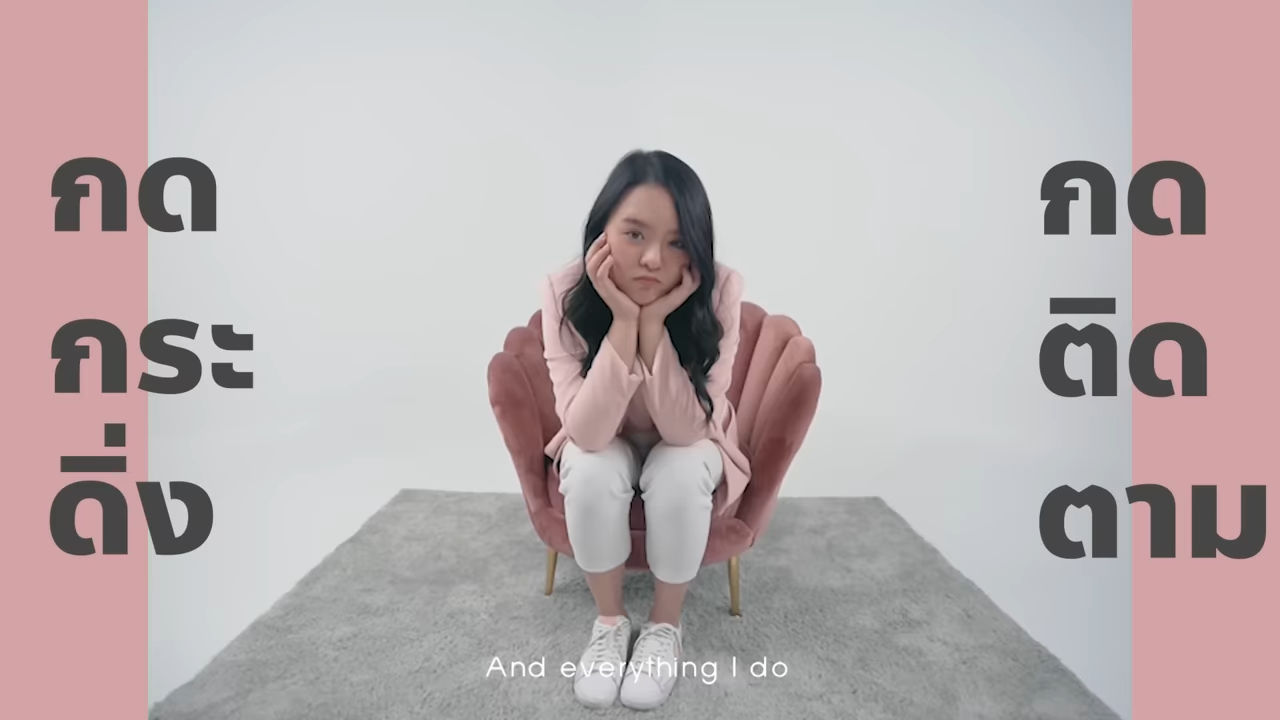 กด
กระ
ดิ่ง
กด
ติด
ตาม
And everything I do